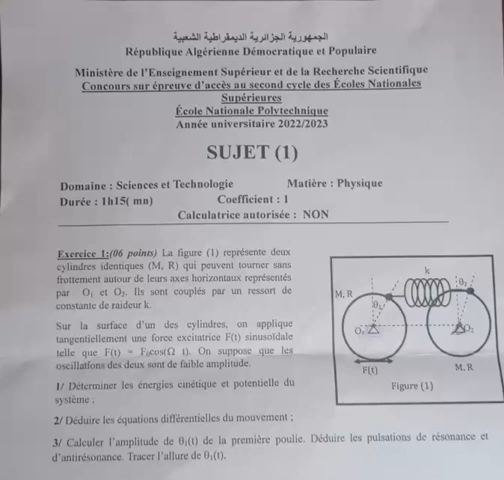 الجمهورية الجزائرية الديمقراطية الشعبية
République Algérienne Démocratique et Populaire
Ministère de l'Enseignement Supérieur et de la Recherche Scientifique
Concours sur épreuve d'accès au second cycle des Écoles Nationales
Supérieures
École Nationale Polytechnique
Année universitaire 2022/2023
SUJET (1)
Domaine : Sciences et Technologie Matière : Physique
Durée : 1h15( mn) Coefficient : 1
Calculatrice autorisée : NON
Exercice 1:(06 points) La figure (1) représente deux
cylindres identiques (M, R) qui peuvent tourner sans
frottement autour de leurs axes horizontaux représentés
par O₁ et O₂. Ils sont couplés par un ressort de
constante de raideur k.
Sur la surface d'un des cylindres, on applique
tangentiellement une force excitatrice F(t) sinusoïdale
telle que F(t) = F₀cos(Ω t). On suppose que les
oscillations des deux sont de faible amplitude.
1/ Déterminer les énergies cinétique et potentielle du
système ;
2/ Déduire les équations différentielles du mouvement ;
3/ Calculer l'amplitude de θ₁(t) de la première poulie. Déduire les pulsations de résonance et
d'antirésonance. Tracer l'allure de θ₁(t).
k
M, R
θ₁
θ₂
O₁
O₂
F(t)
M, R
Figure (1)